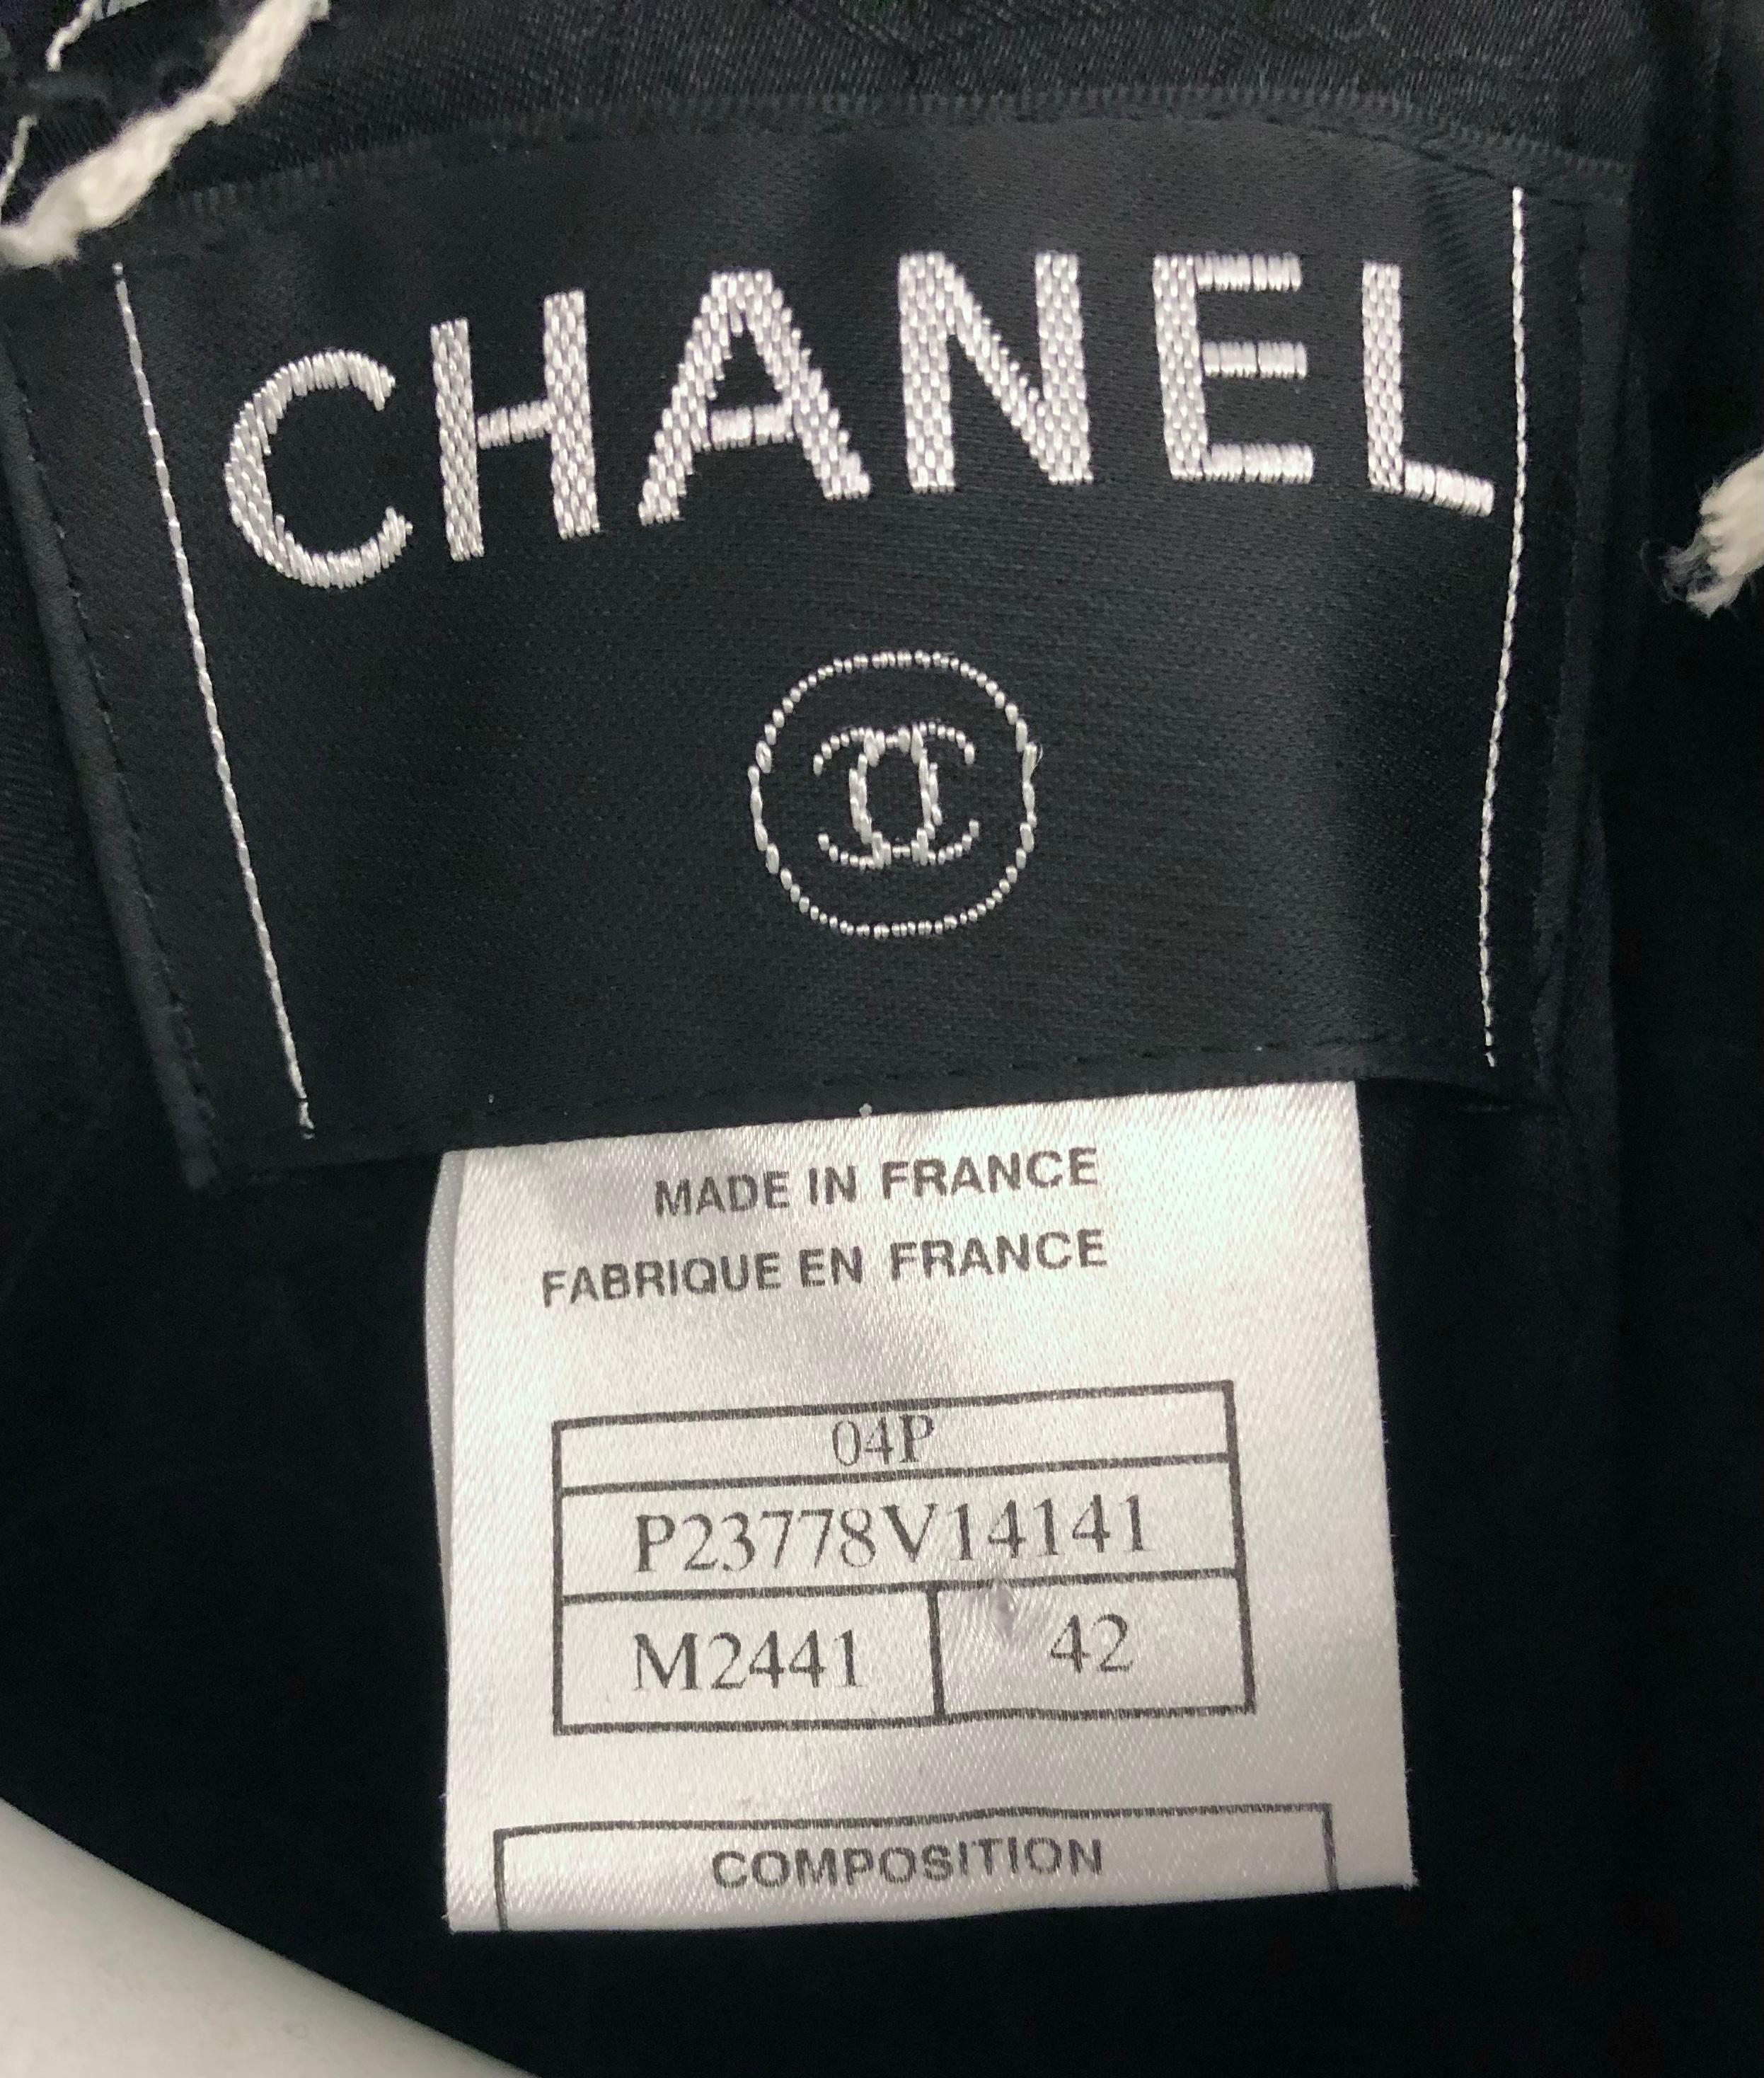 CHANEL
MADE IN FRANCE
FABRIQUE EN FRANCE
04P
P23778V14141
M2441 42
COMPOSITION